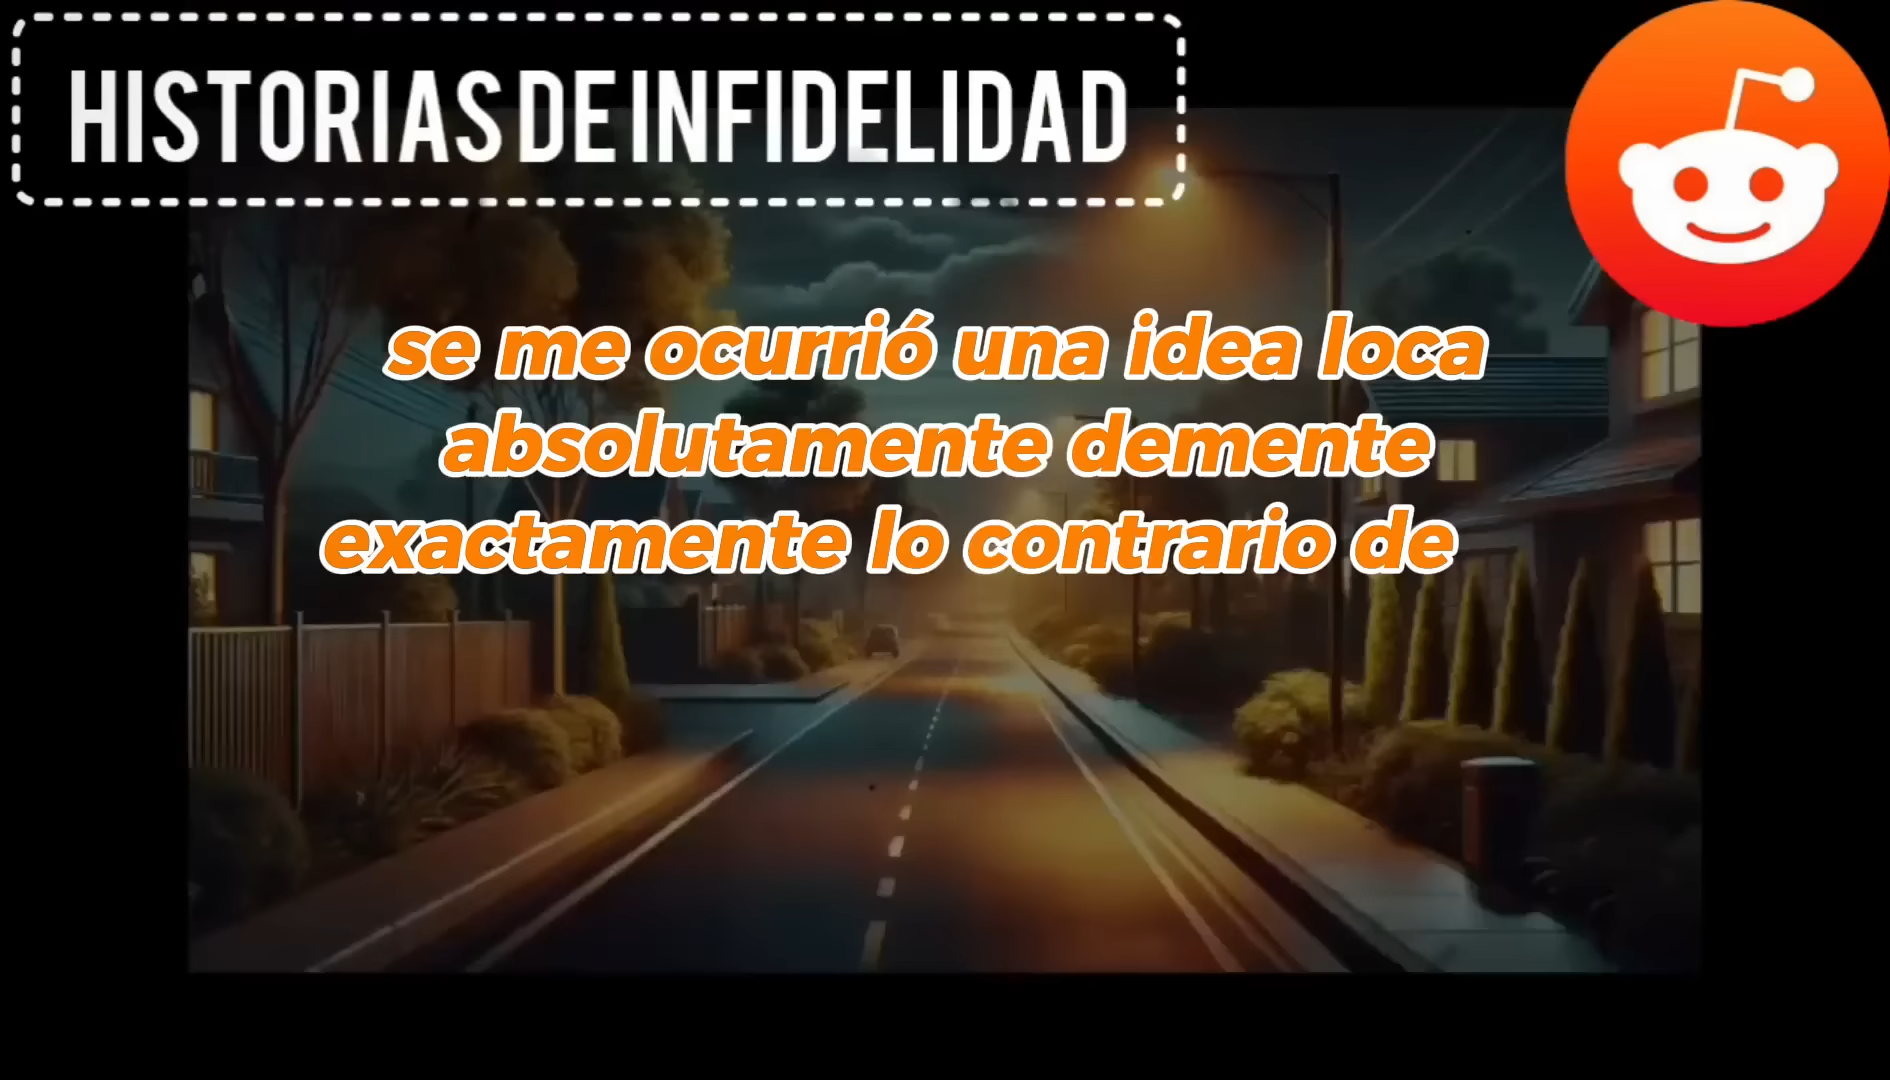 HISTORIAS DE INFIDELIDAD
se me ocurrió una idea loca
absolutamente demente
exactamente lo contrario de